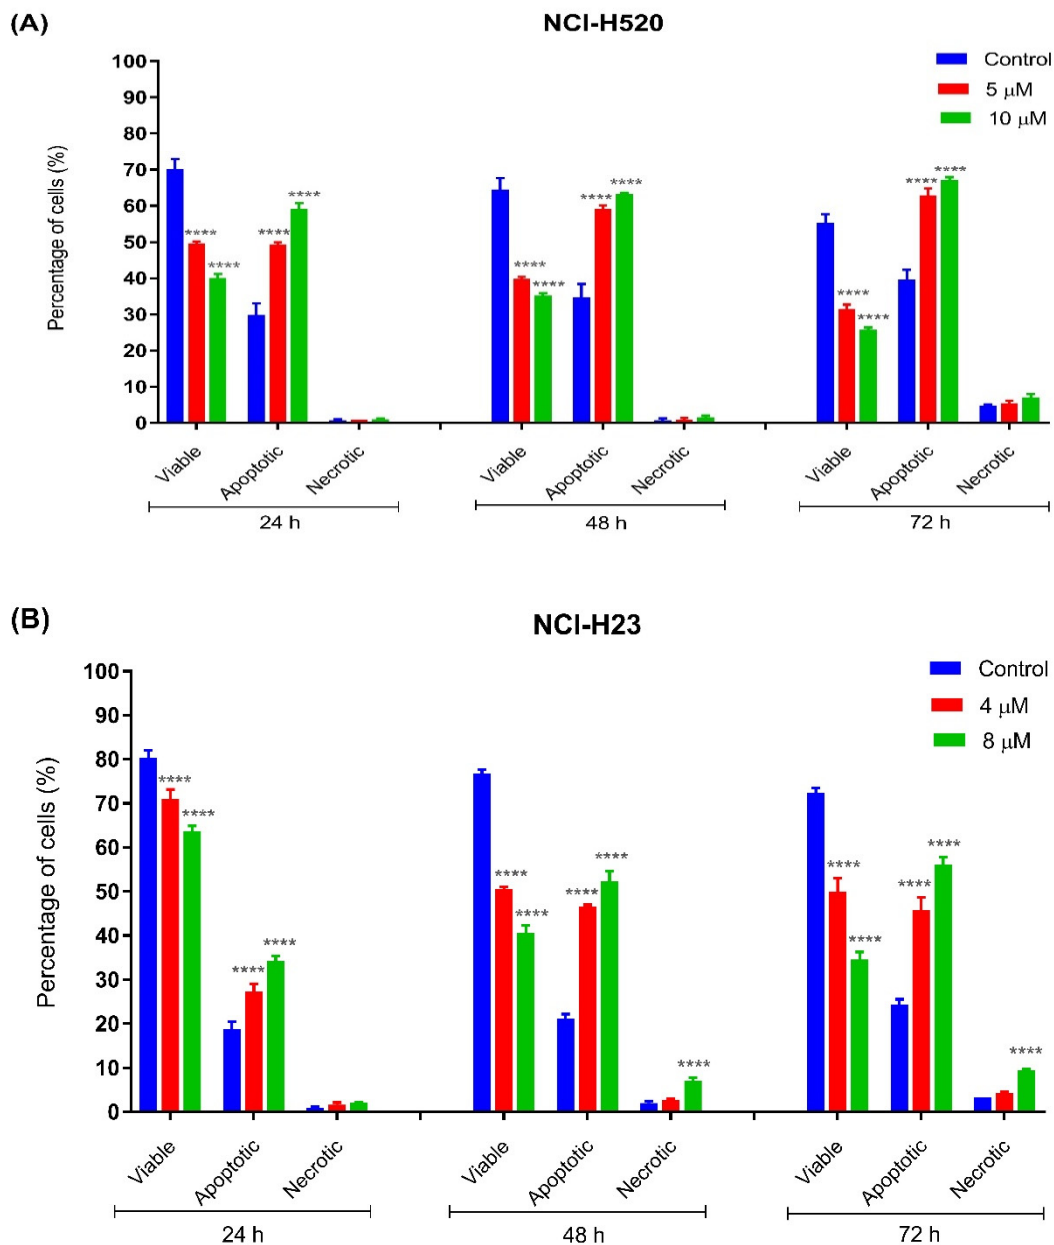 (A)
NCI-H520
Control
5 μM
10 μM
Percentage of cells (%)
100
90
80
70
60
50
40
30
20
10
0
**** **** **** ****
**** **** **** ****
**** **** **** ****
Viable Apoptotic Necrotic Viable Apoptotic Necrotic Viable Apoptotic Necrotic
24 h 48 h 72 h
(B)
NCI-H23
Control
4 μM
8 μM
Percentage of cells (%)
100
90
80
70
60
50
40
30
20
10
0
**** **** **** ****
**** **** **** **** ****
**** **** **** **** ****
Viable Apoptotic Necrotic Viable Apoptotic Necrotic Viable Apoptotic Necrotic
24 h 48 h 72 h